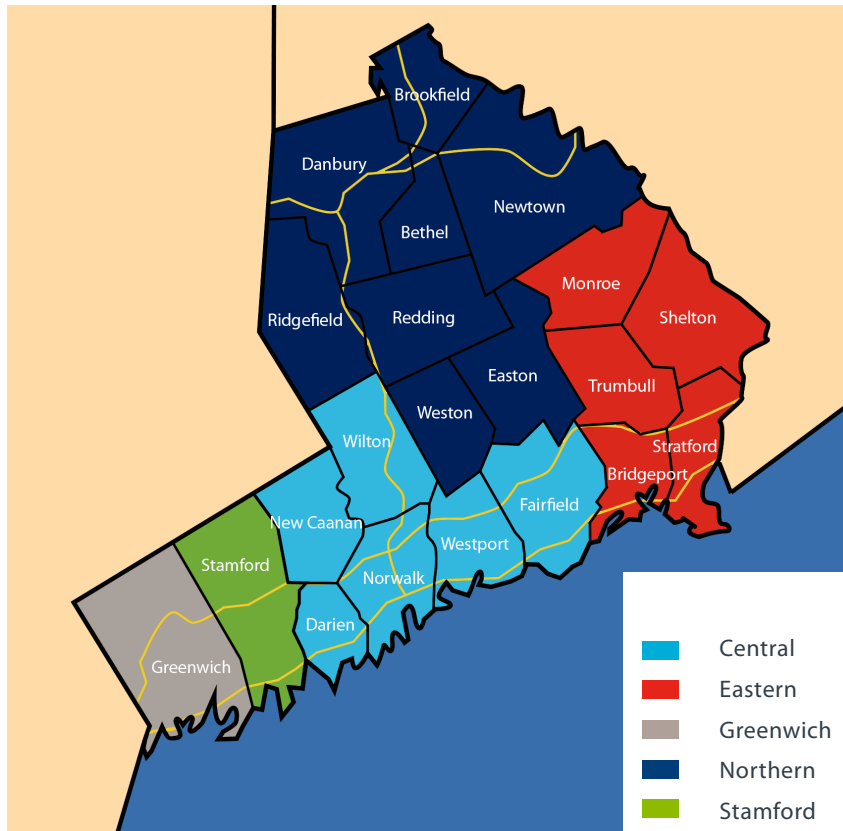 Brookfield
Danbury
Newtown
Bethel
Monroe
Ridgefield
Redding
Shelton
Easton
Trumbull
Weston
Wilton
Stratford
Bridgeport
Fairfield
New Caanan
Westport
Stamford
Norwalk
Darien
Greenwich
Central
Eastern
Greenwich
Northern
Stamford